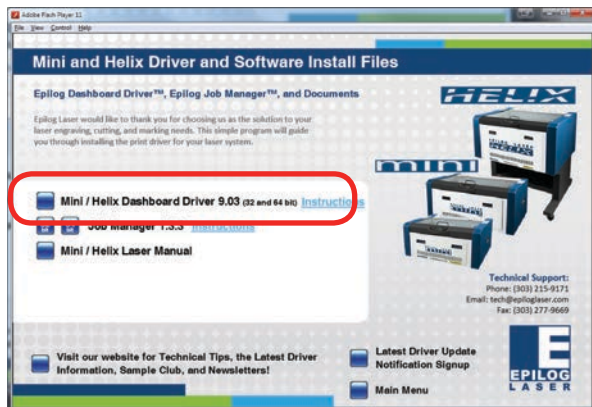 Adobe Flash Player 11
File View Control Help
Mini and Helix Driver and Software Install Files
Epilog Dashboard Driver™, Epilog Job Manager™, and Documents
Epilog Laser would like to thank you for choosing us as the solution to your
laser engraving, cutting, and marking needs. This simple program will guide
you through installing the print driver for your laser system.
HELIX
mini
Mini / Helix Dashboard Driver 9.03 (32 and 64 bit) Instructions
Job Manager 1.3.3 Instructions
Mini / Helix Laser Manual
Technical Support:
Phone: (303) 215-9171
Email: tech@epiloglaser.com
Fax: (303) 277-9669
Visit our website for Technical Tips, the Latest Driver
Information, Sample Club, and Newsletters!
Latest Driver Update
Notification Signup
Main Menu
EPILOG
LASER